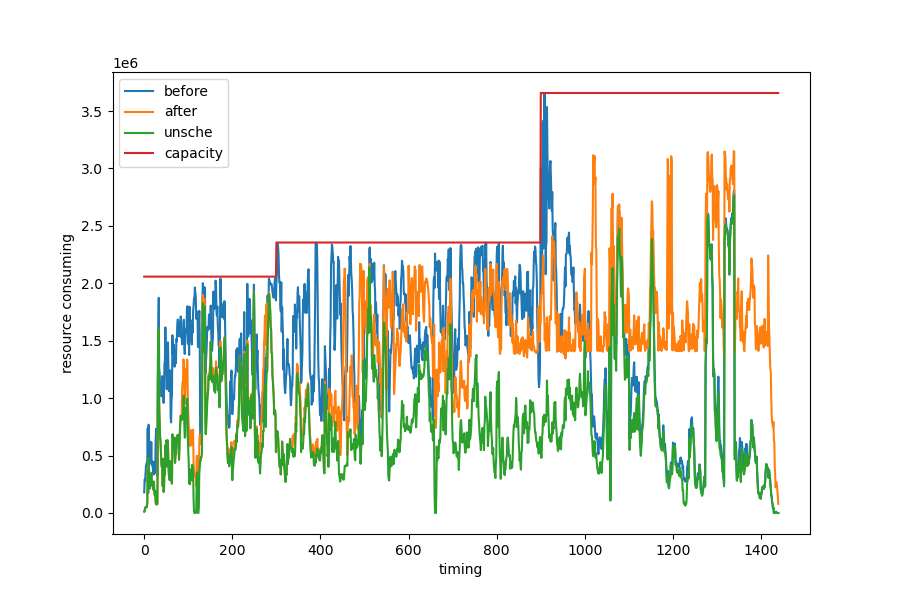 1e6
before
after
unsche
capacity
3.5
3.0
2.5
2.0
1.5
1.0
0.5
0.0
resource consuming
0 200 400 600 800 1000 1200 1400
timing